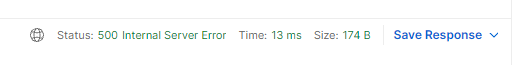 Status: 500 Internal Server Error Time: 13 ms Size: 174 B Save Response